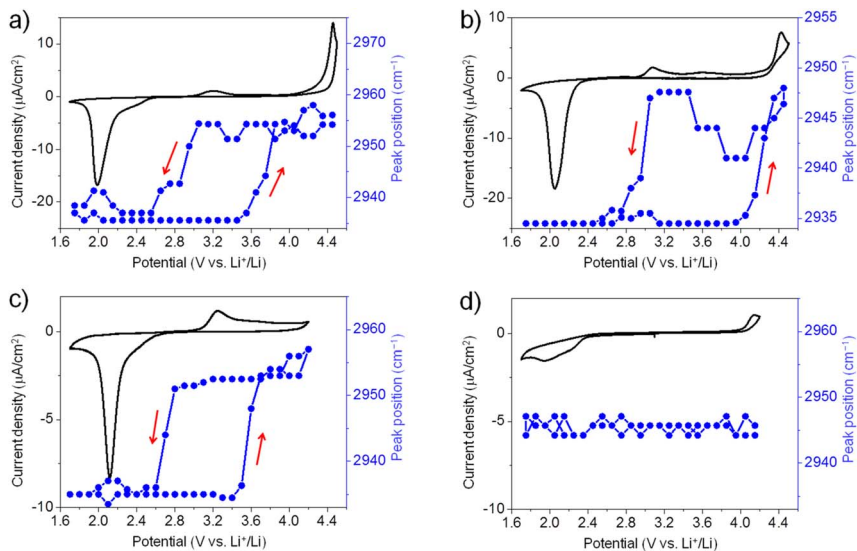 a)
10
0
-10
-20
Current density (μA/cm²)
1.6 2.0 2.4 2.8 3.2 3.6 4.0 4.4
Potential (V vs. Li⁺/Li)
2970
2960
2950
2940
Peak position (cm⁻¹)
b)
10
0
-10
-20
Current density (μA/cm²)
1.6 2.0 2.4 2.8 3.2 3.6 4.0 4.4
Potential (V vs. Li⁺/Li)
2955
2950
2945
2940
2935
Peak position (cm⁻¹)
c)
0
-5
-10
Current density (μA/cm²)
1.6 2.0 2.4 2.8 3.2 3.6 4.0 4.4
Potential (V vs. Li⁺/Li)
2960
2950
2940
Peak position (cm⁻¹)
d)
0
-5
-10
Current density (μA/cm²)
1.6 2.0 2.4 2.8 3.2 3.6 4.0 4.4
Potential (V vs. Li⁺/Li)
2960
2950
2940
Peak position (cm⁻¹)